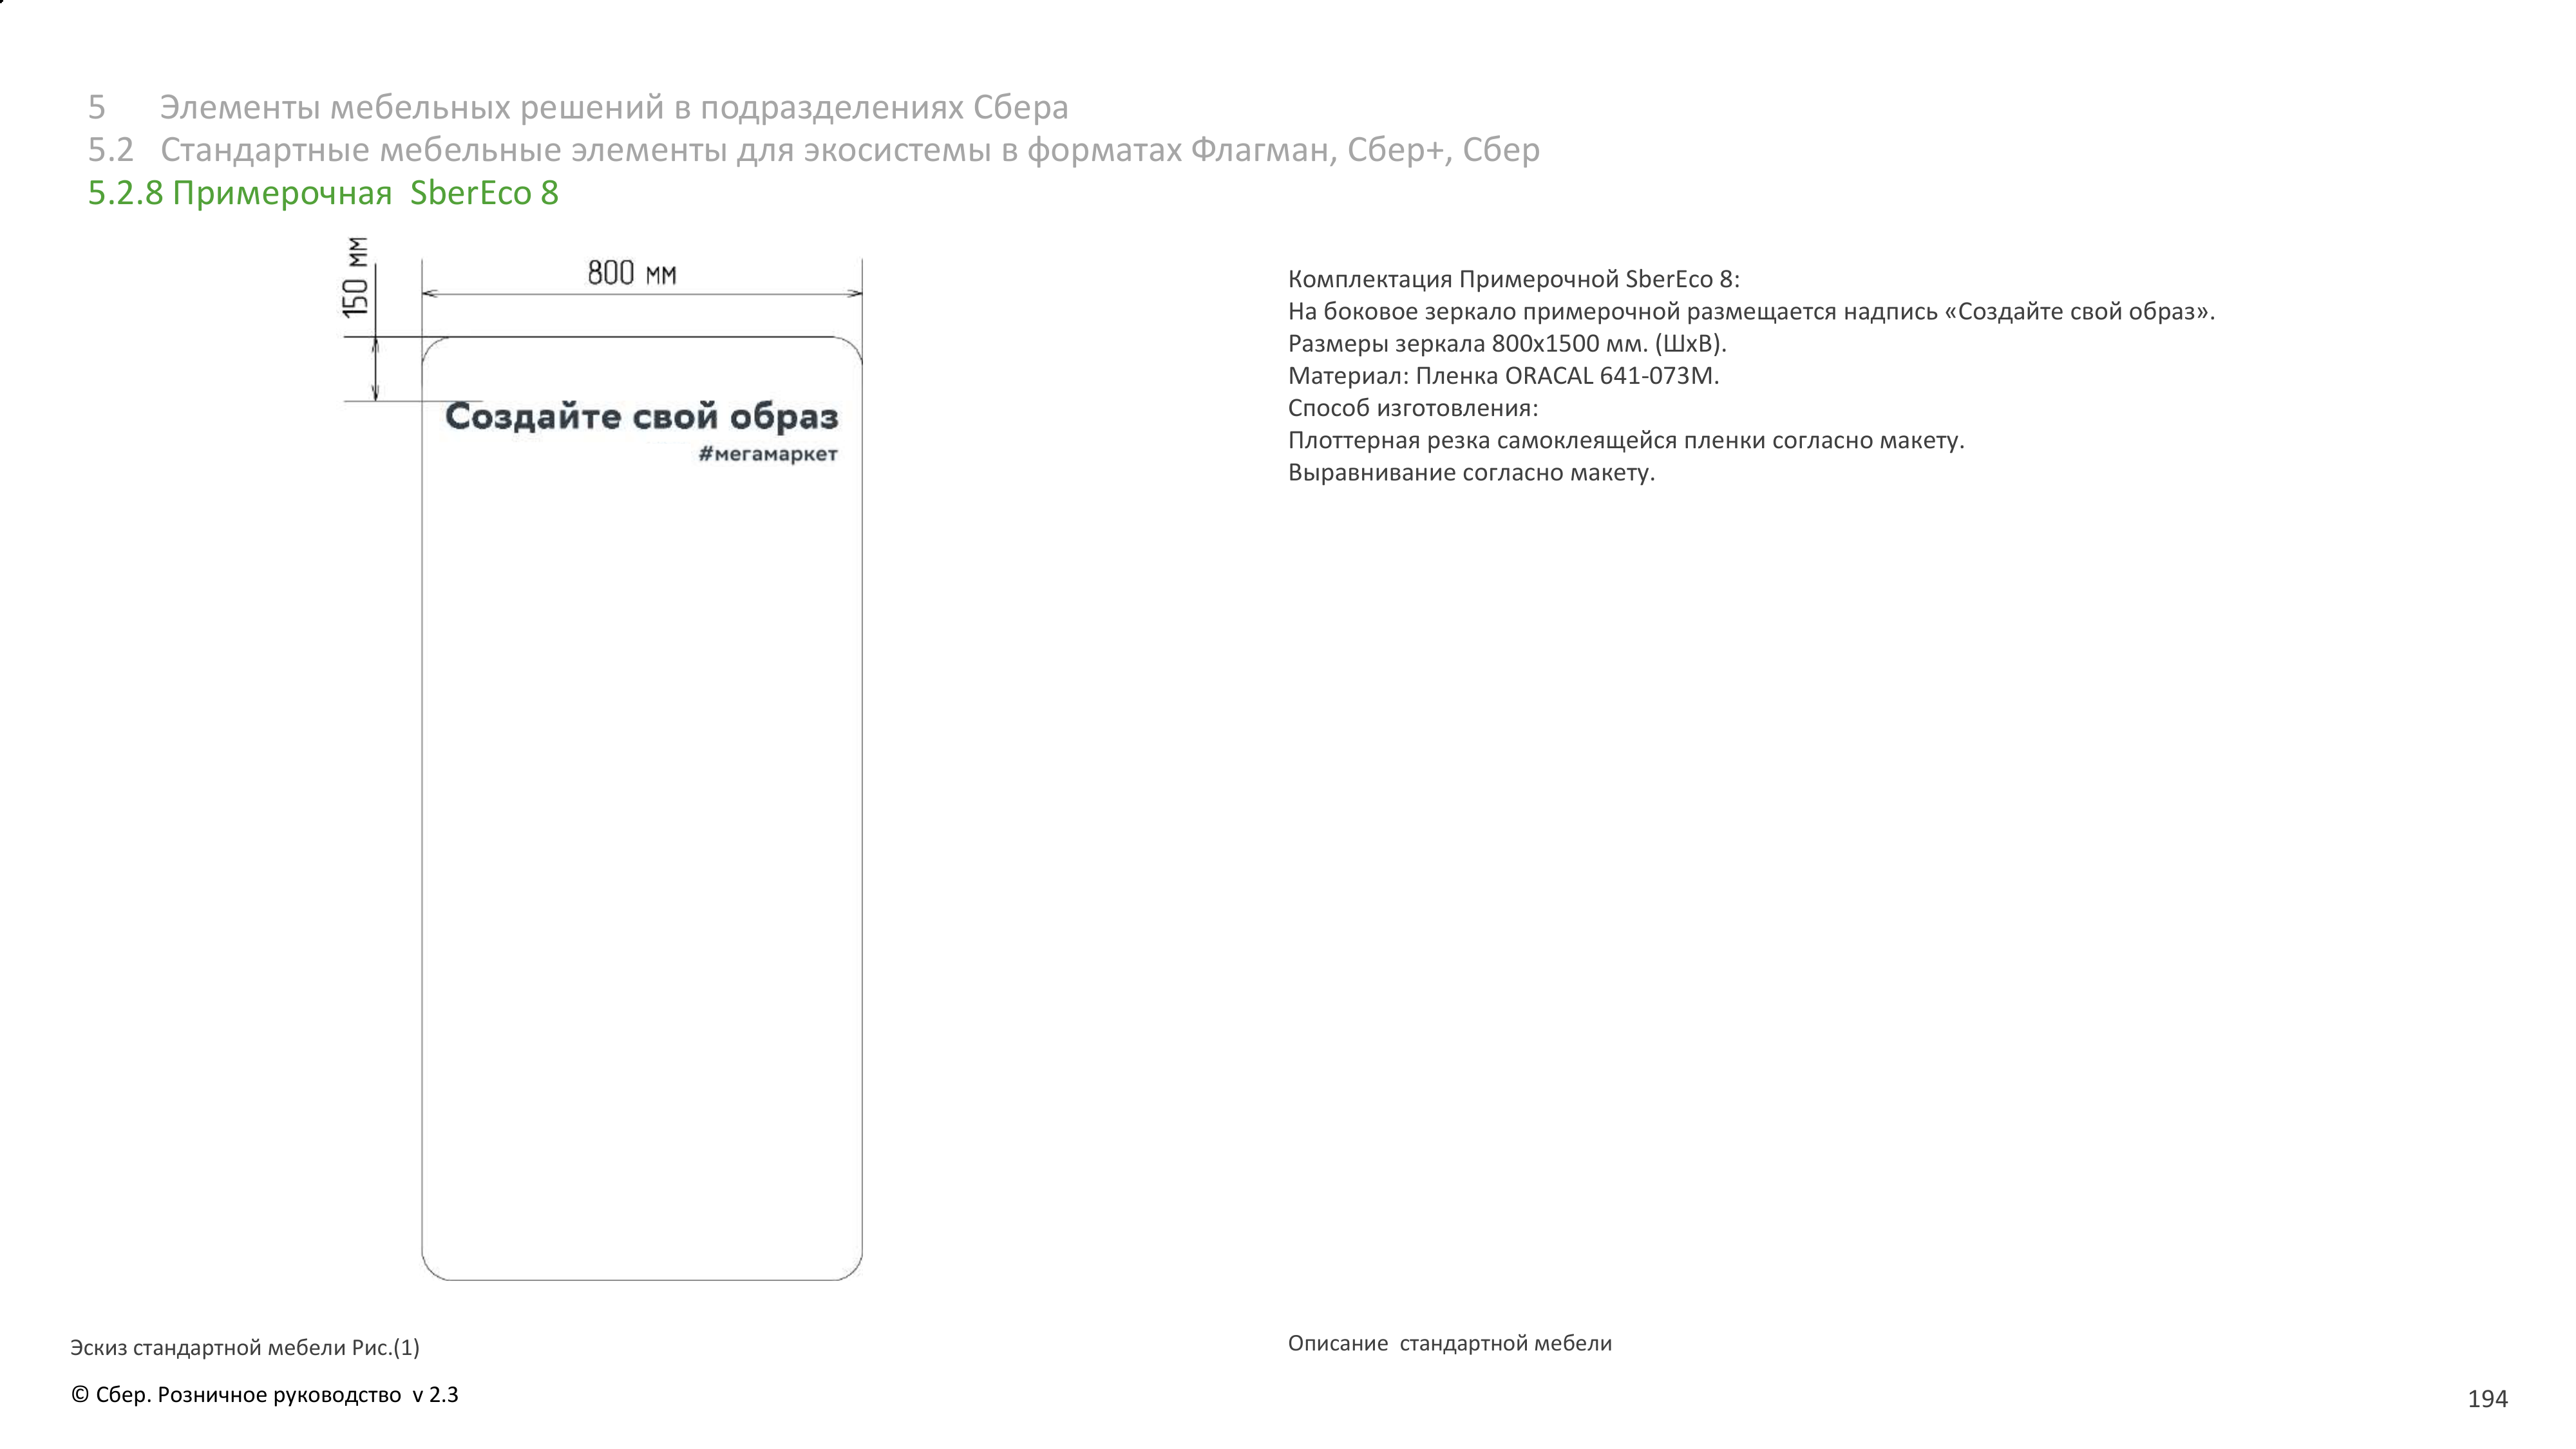 5 Элементы мебельных решений в подразделениях Сбера
5.2 Стандартные мебельные элементы для экосистемы в форматах Флагман, Сбер+, Сбер
5.2.8 Примерочная SberEco 8
150 мм
800 мм
Создайте свой образ
#мегамаркет
Комплектация Примерочной SberEco 8:
На боковое зеркало примерочной размещается надпись «Создайте свой образ».
Размеры зеркала 800х1500 мм. (ШхВ).
Материал: Пленка ORACAL 641-073М.
Способ изготовления:
Плоттерная резка самоклеящейся пленки согласно макету.
Выравнивание согласно макету.
Эскиз стандартной мебели Рис.(1)
Описание стандартной мебели
© Сбер. Розничное руководство v 2.3
194